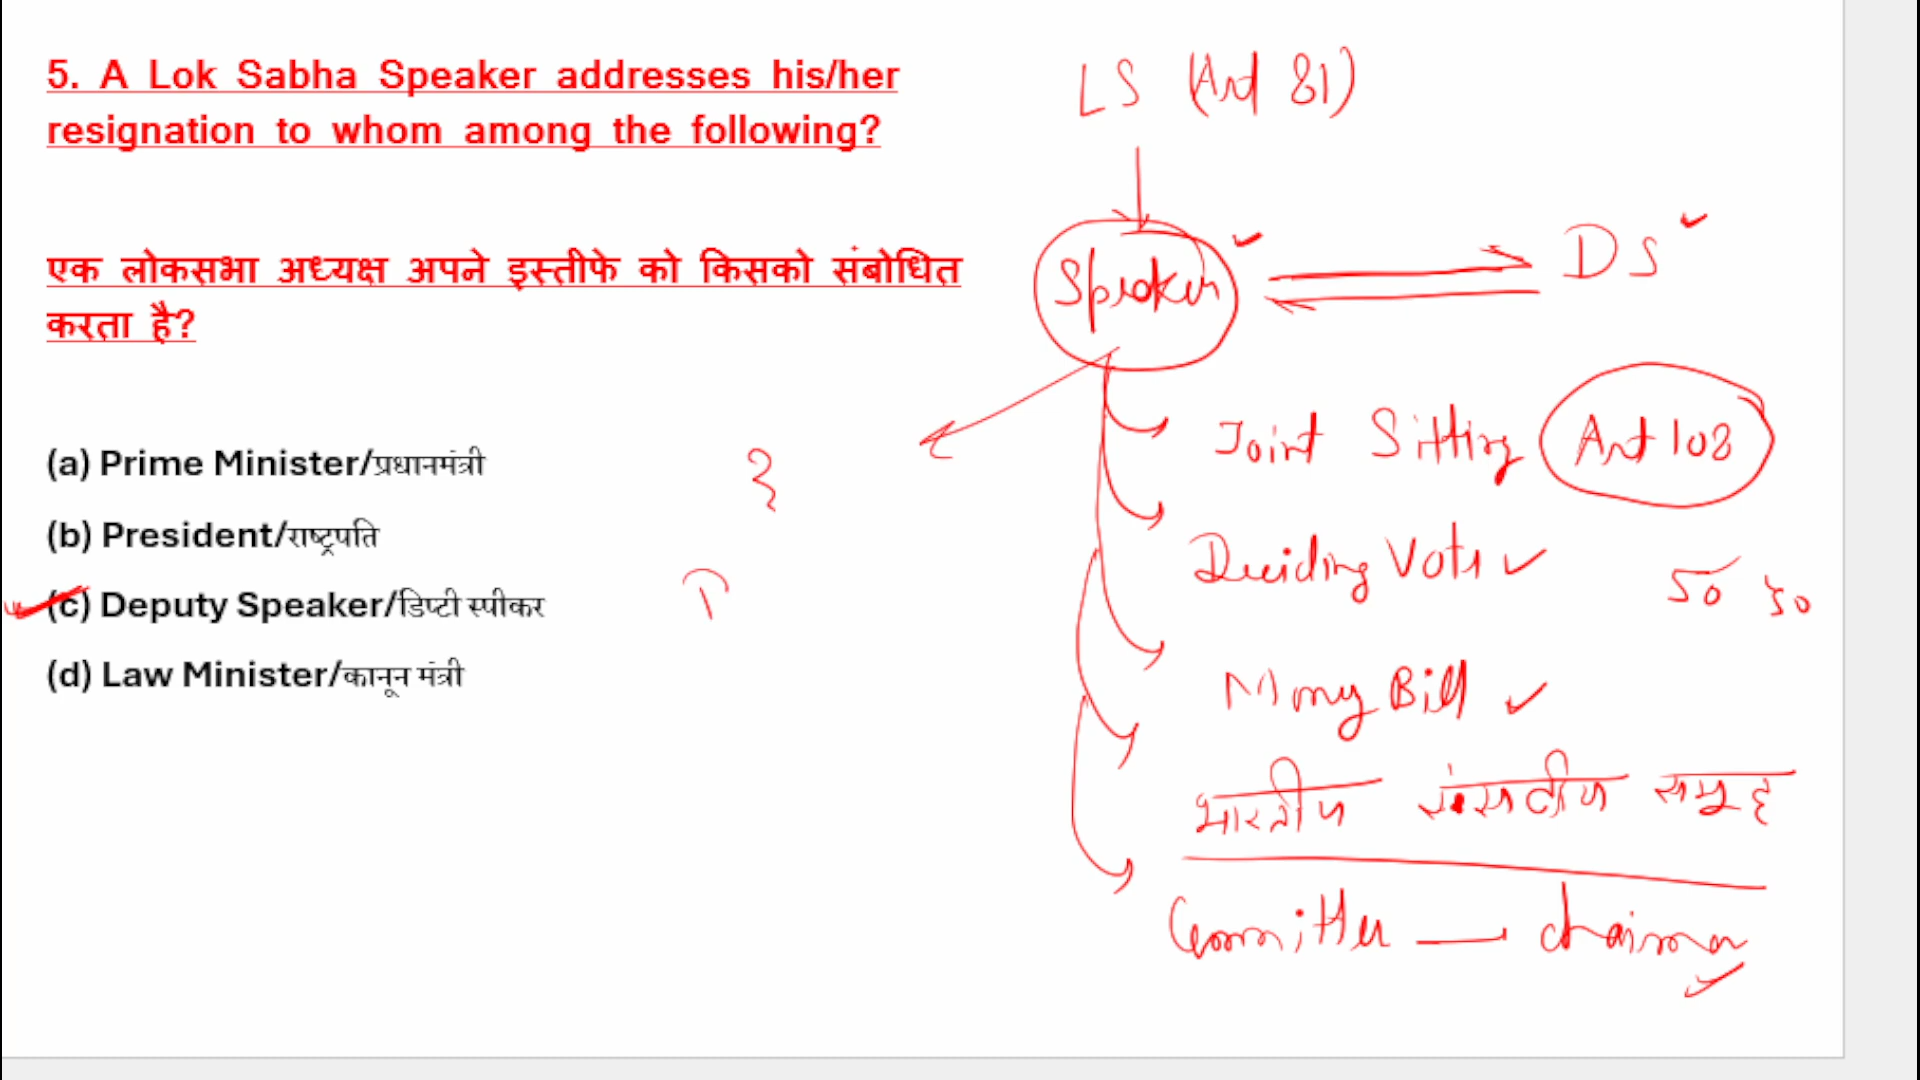 5. A Lok Sabha Speaker addresses his/her
resignation to whom among the following?
एक लोकसभा अध्यक्ष अपने इस्तीफे को किसको संबोधित
करता है?
(a) Prime Minister/प्रधानमंत्री
(b) President/राष्ट्रपति
(c) Deputy Speaker/डिप्टी स्पीकर
(d) Law Minister/कानून मंत्री
LS (Art 81)
Speaker
DS
Joint Sitting Art 108
Deciding Vote 50 50
Money Bill
भारतीय संसदीय समूह
Committee — chairman